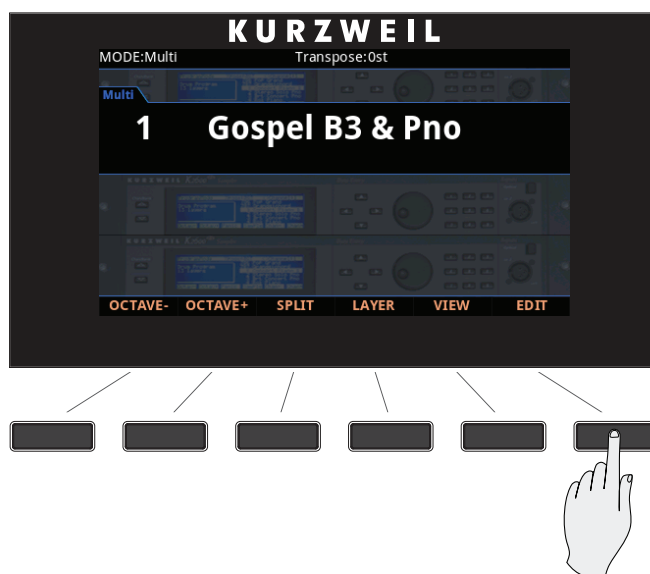 KURZWEIL
MODE:Multi Transpose:0st
Multi
1 Gospel B3 & Pno
OCTAVE- OCTAVE+ SPLIT LAYER VIEW EDIT